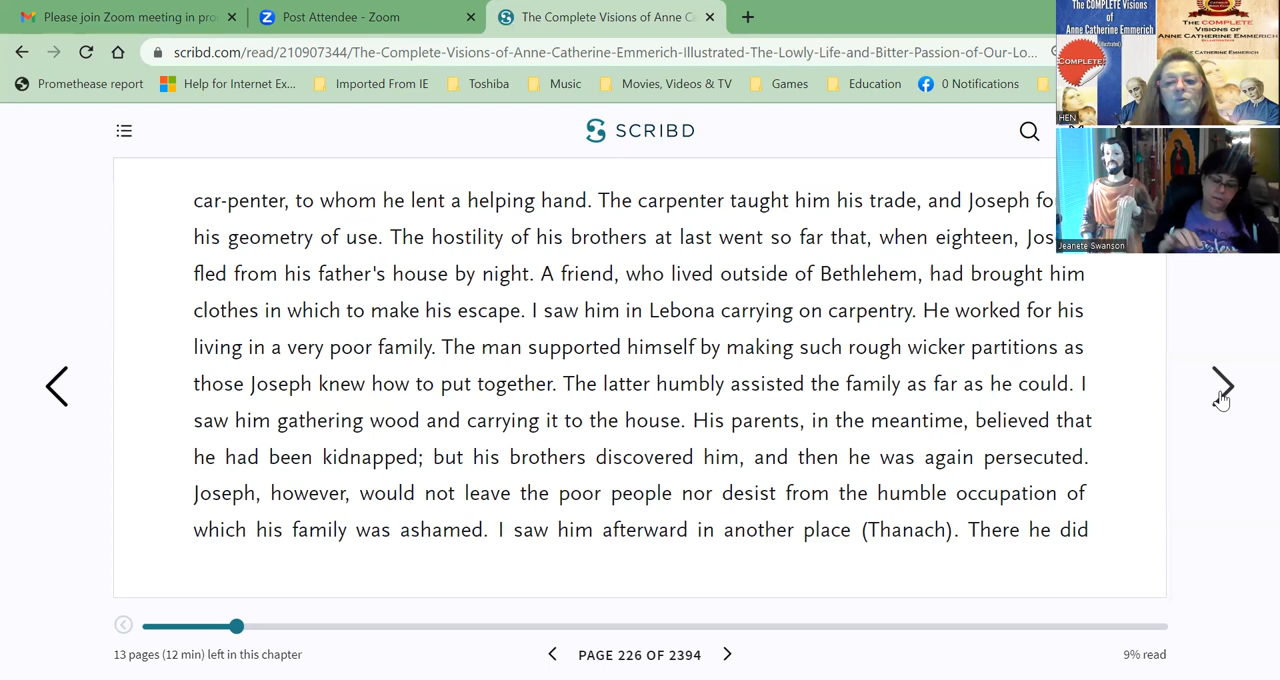 Please join Zoom meeting in pro
Post Attendee - Zoom
The Complete Visions of Anne C
scribd.com/read/210907344/The-Complete-Visions-of-Anne-Catherine-Emmerich-Illustrated-The-Lowly-Life-and-Bitter-Passion-of-Our-Lo...
Promethease report
Help for Internet Ex...
Imported From IE
Toshiba
Music
Movies, Videos & TV
Games
Education
0 Notifications
The COMPLETE Visions
of
Anne Catherine Emmerich
COMPLETE!
The COMPLETE
VISIONS of
ANNE CATHERINE EMMERICH
CATHERINE EMMERICH
HEN
Jeanete Swanson
SCRIBD
car-penter, to whom he lent a helping hand. The carpenter taught him his trade, and Joseph fo
his geometry of use. The hostility of his brothers at last went so far that, when eighteen, Jos
fled from his father's house by night. A friend, who lived outside of Bethlehem, had brought him
clothes in which to make his escape. I saw him in Lebona carrying on carpentry. He worked for his
living in a very poor family. The man supported himself by making such rough wicker partitions as
those Joseph knew how to put together. The latter humbly assisted the family as far as he could. I
saw him gathering wood and carrying it to the house. His parents, in the meantime, believed that
he had been kidnapped; but his brothers discovered him, and then he was again persecuted.
Joseph, however, would not leave the poor people nor desist from the humble occupation of
which his family was ashamed. I saw him afterward in another place (Thanach). There he did
13 pages (12 min) left in this chapter
PAGE 226 OF 2394
9% read